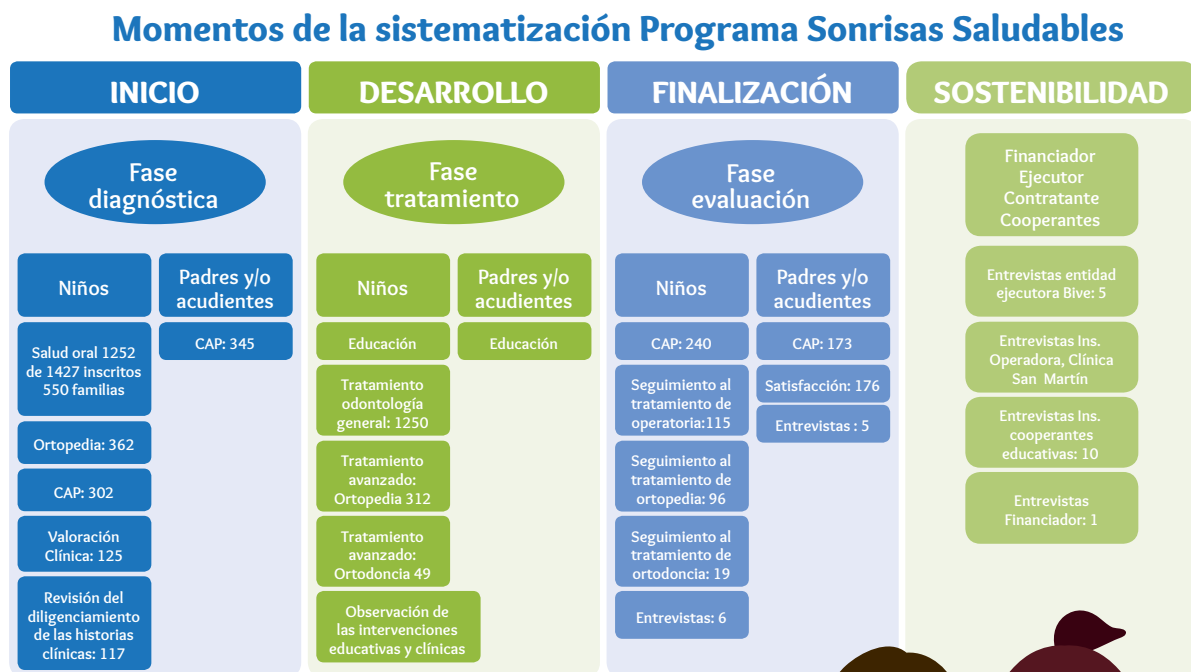 Momentos de la sistematización Programa Sonrisas Saludables
INICIO
Fase
diagnóstica
Niños
Salud oral 1252
de 1427 inscritos
550 familias
Ortopedia: 362
CAP: 302
Valoración
Clínica: 125
Revisión del
diligenciamiento
de las historias
clínicas: 117
Padres y/o
acudientes
CAP: 345
DESARROLLO
Fase
tratamiento
Niños
Educación
Tratamiento
odontología
general: 1250
Tratamiento
avanzado:
Ortopedia 312
Tratamiento
avanzado:
Ortodoncia 49
Observación de
las intervenciones
educativas y clínicas
Padres y/o
acudientes
Educación
FINALIZACIÓN
Fase
evaluación
Niños
CAP: 240
Seguimiento al
tratamiento de
operatoria:115
Seguimiento al
tratamiento de
ortopedia: 96
Seguimiento al
tratamiento de
ortodoncia: 19
Entrevistas: 6
Padres y/o
acudientes
CAP: 173
Satisfacción: 176
Entrevistas : 5
SOSTENIBILIDAD
Financiador
Ejecutor
Contratante
Cooperantes
Entrevistas entidad
ejecutora Bive: 5
Entrevistas Ins.
Operadora, Clínica
San Martín
Entrevistas Ins.
cooperantes
educativas: 10
Entrevistas
Financiador: 1